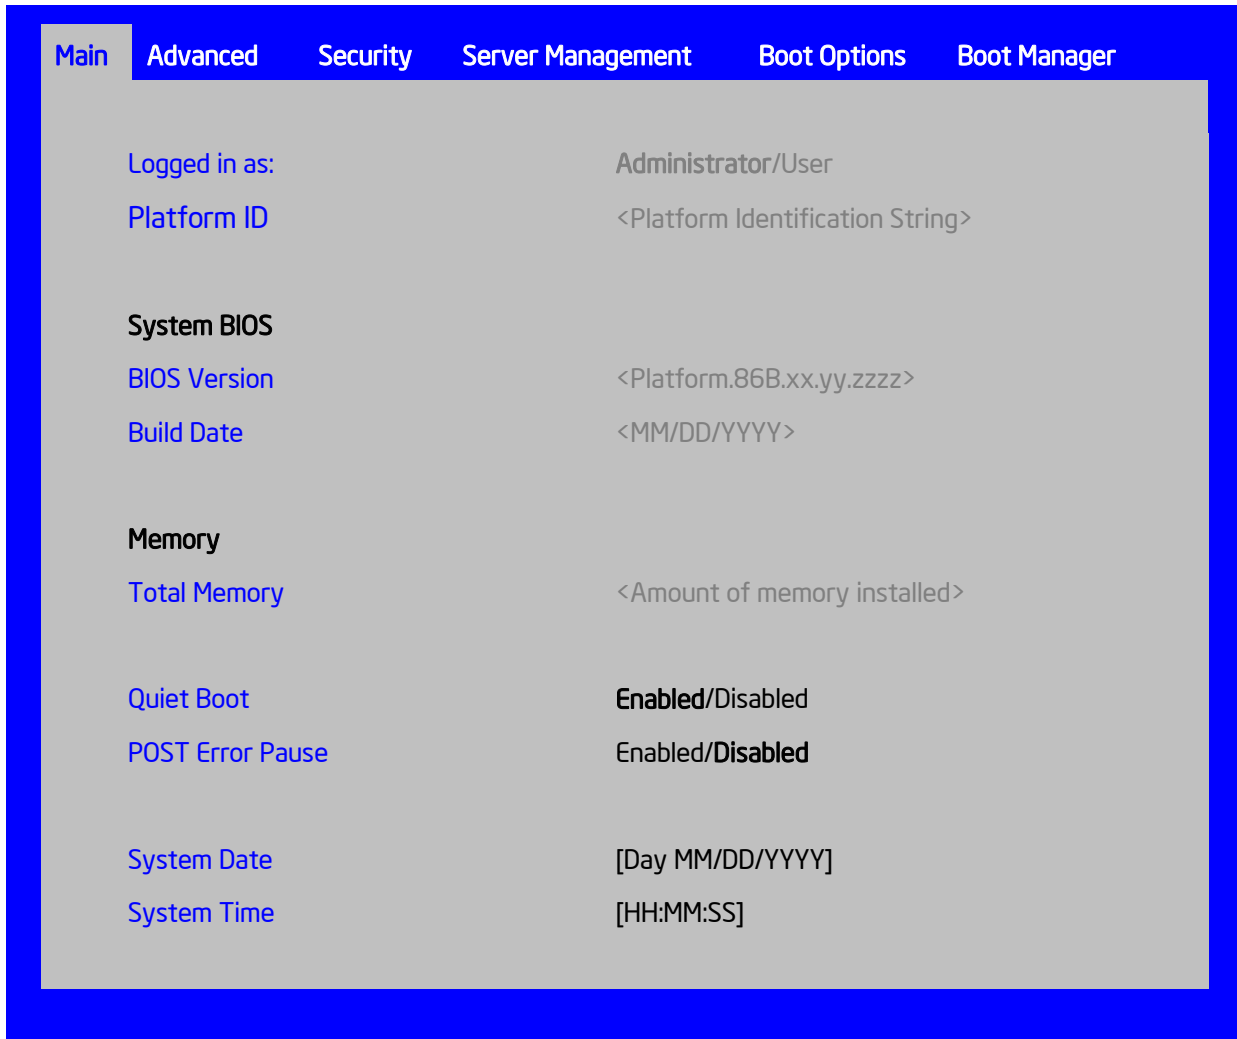 Main Advanced Security Server Management Boot Options Boot Manager
Logged in as: Administrator/User
Platform ID <Platform Identification String>
System BIOS
BIOS Version <Platform.86B.xx.yy.zzzz>
Build Date <MM/DD/YYYY>
Memory
Total Memory <Amount of memory installed>
Quiet Boot Enabled/Disabled
POST Error Pause Enabled/Disabled
System Date [Day MM/DD/YYYY]
System Time [HH:MM:SS]